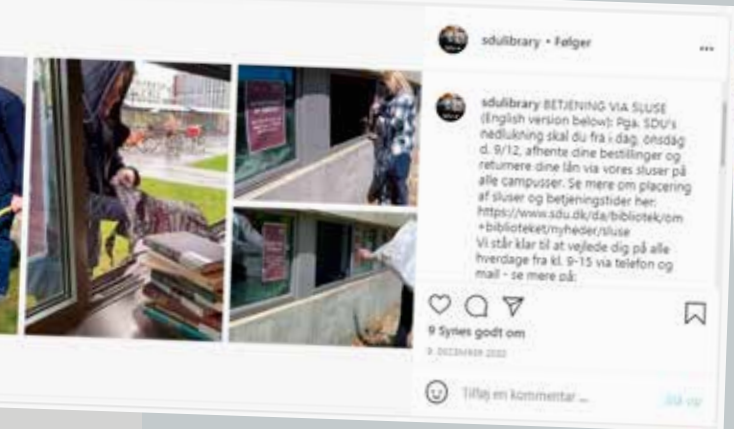 sdulibrary • Følger
sdulibrary BETJENING VIA SLUSE
(English version below): Pga. SDU's
nedlukning skal du fra i dag, onsdag
d. 9/12, afhente dine bestillinger og
returnere dine lån via vores sluser på
alle campusser. Se mere om placering
af sluser og betjeningstider her:
https://www.sdu.dk/da/bibliotek/om
+biblioteket/nyheder/sluse
Vi står klar til at vejlede dig på alle
hverdage fra kl. 9-15 via telefon og
mail - se mere på:
9 Synes godt om
9. DECEMBER
Tilføj en kommentar ...